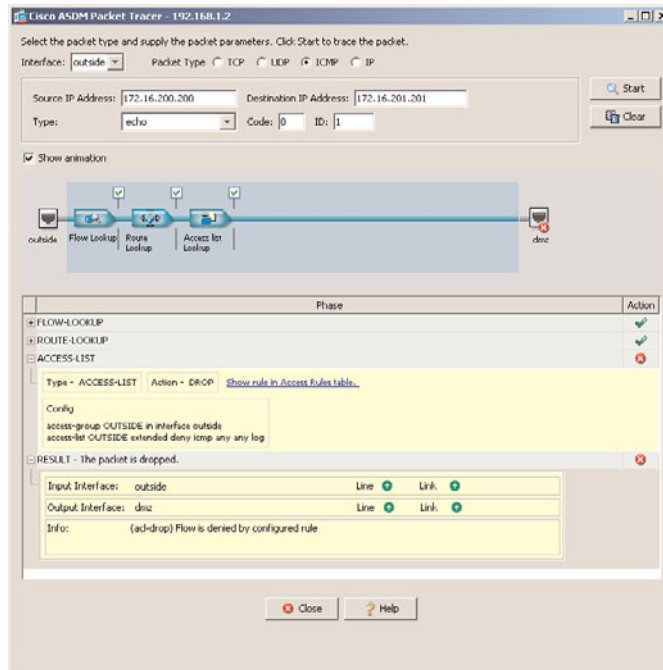 Cisco ASDM Packet Tracer - 192.168.1.2
Select the packet type and supply the packet parameters. Click Start to trace the packet.
Interface: outside Packet Type TCP UDP ICMP IP
Start
Source IP Address: 172.16.200.200 Destination IP Address: 172.16.201.201
Clear
Type: echo Code: 0 ID: 1
Show animation
outside Flow Lookup Route Lookup Access list Lookup dmz
Phase Action
FLOW-LOOKUP
ROUTE-LOOKUP
ACCESS-LIST
Type - ACCESS-LIST Action - DROP Show rule in Access Rules table.
Config
access-group OUTSIDE in interface outside
access-list OUTSIDE extended deny icmp any any log
RESULT - The packet is dropped.
Input Interface: outside Line Link
Output Interface: dmz Line Link
Info: (acl-drop) Flow is denied by configured rule
Close Help